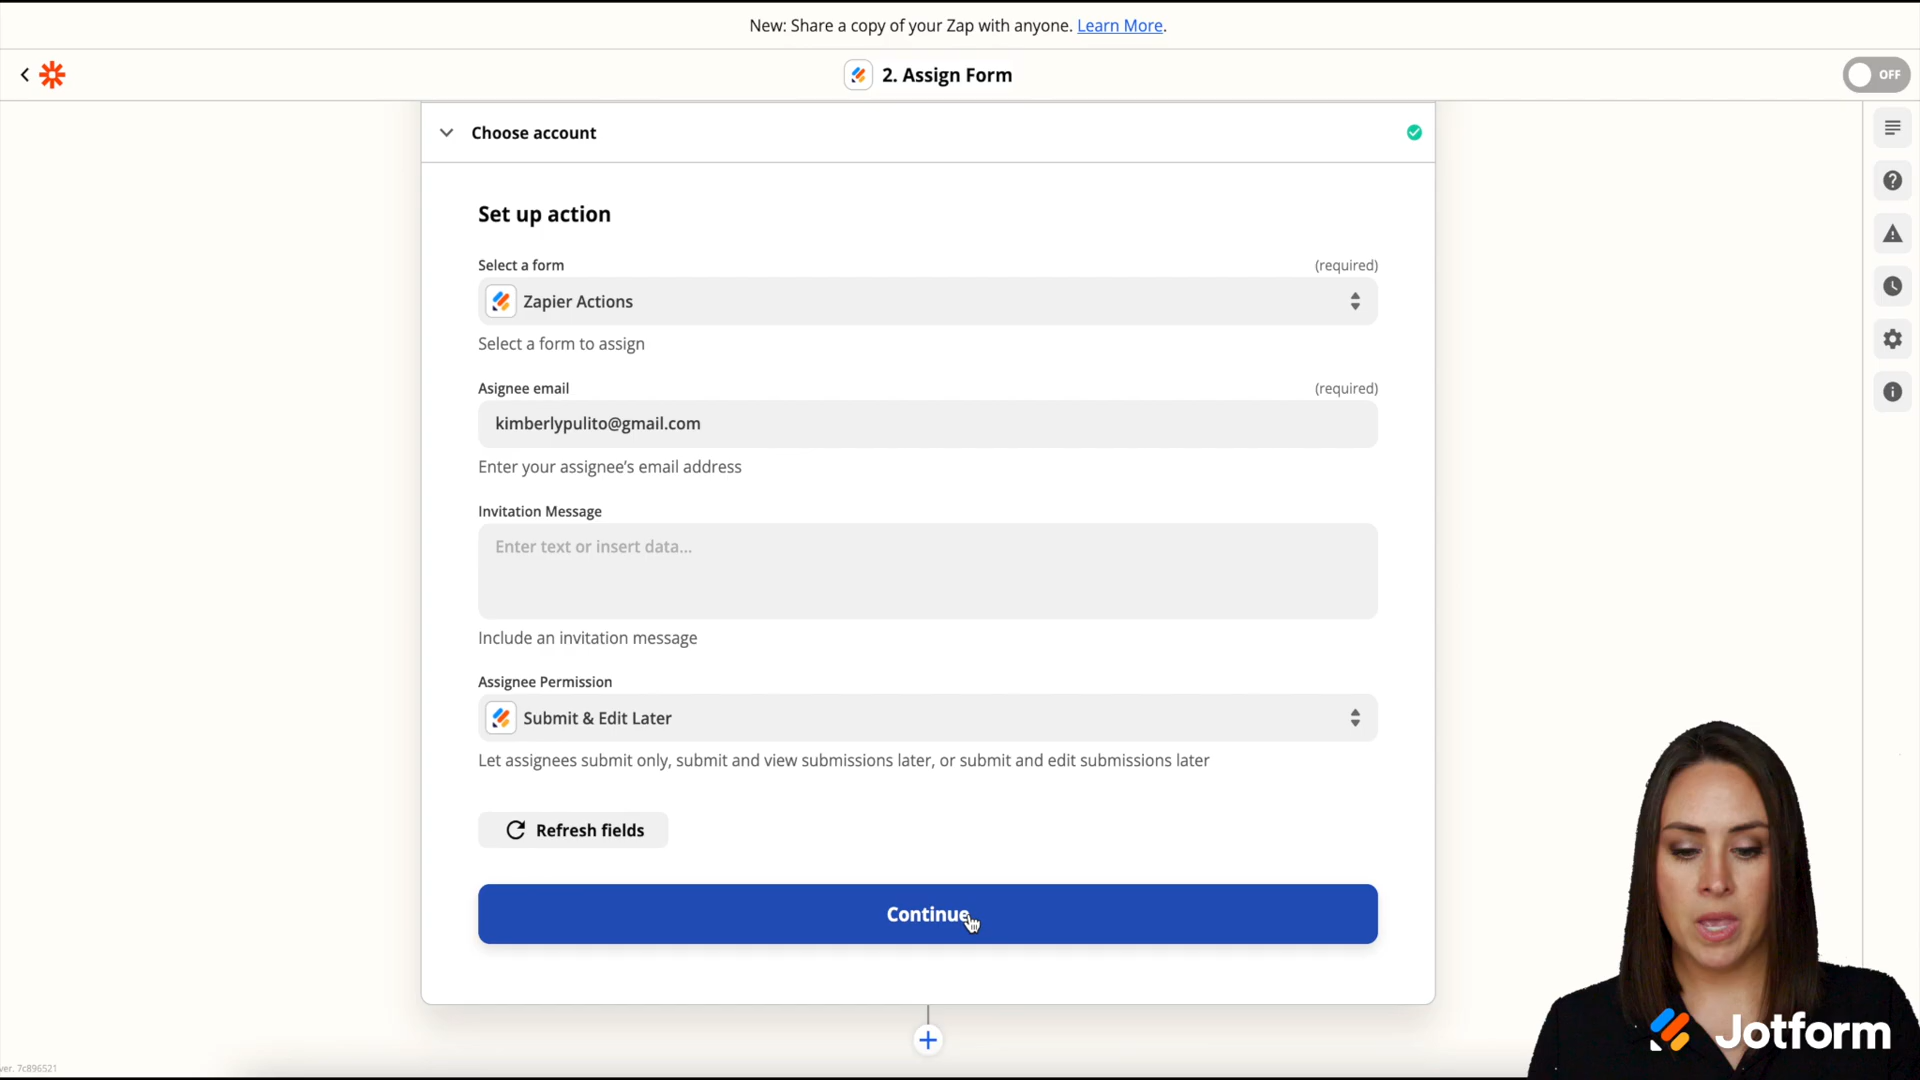 New: Share a copy of your Zap with anyone. Learn More.
2. Assign Form
OFF
Choose account
Set up action
Select a form (required)
Zapier Actions
Select a form to assign
Asignee email (required)
kimberlypulito@gmail.com
Enter your assignee’s email address
Invitation Message
Enter text or insert data...
Include an invitation message
Assignee Permission
Submit & Edit Later
Let assignees submit only, submit and view submissions later, or submit and edit submissions later
Refresh fields
Continue
Jotform
ver. 7c896521